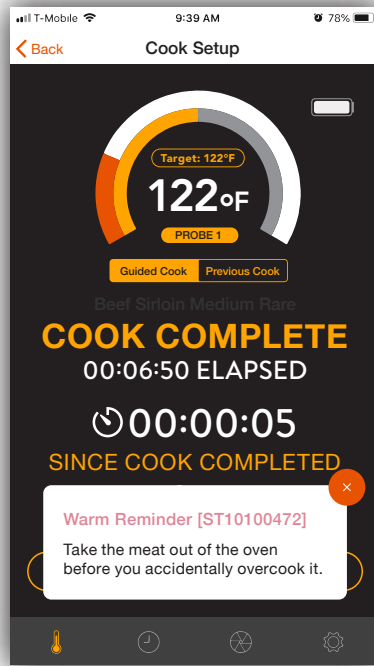 T-Mobile 9:39 AM 78%
Back Cook Setup
Target: 122°F
122°F
PROBE 1
Guided Cook Previous Cook
Beef Sirloin Medium Rare
COOK COMPLETE
00:06:50 ELAPSED
00:00:05
SINCE COOK COMPLETED
Warm Reminder [ST10100472]
Take the meat out of the oven
before you accidentally overcook it.